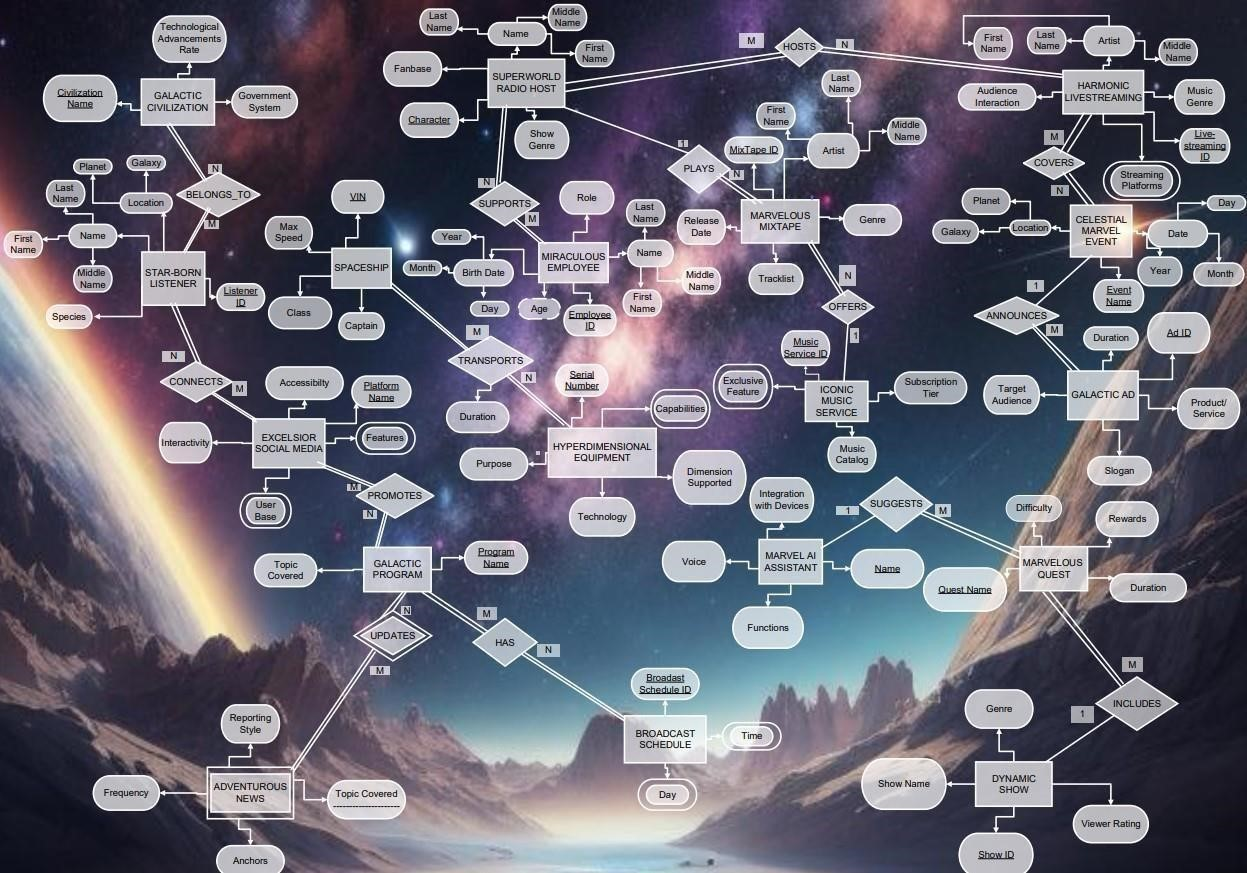 Technological
Advancements
Rate
Civilization
Name
GALACTIC
CIVILIZATION
Government
System
Last
Name
Name
Middle
Name
First
Name
Fanbase
SUPERWORLD
RADIO HOST
Character
Show
Genre
M
HOSTS
N
First
Name
Last
Name
Artist
Middle
Name
Audience
Interaction
HARMONIC
LIVESTREAMING
Music
Genre
Live-
streaming
ID
Streaming
Platforms
M
COVERS
N
Last
Name
First
Name
Middle
Name
Artist
MixTape ID
1
PLAYS
N
Release
Date
MARVELOUS
MIXTAPE
Genre
Tracklist
N
BELONGS_TO
M
Planet
Galaxy
Last
Name
Location
First
Name
Name
Middle
Name
STAR-BORN
LISTENER
Listener
ID
Species
VIN
Max
Speed
SPACESHIP
Class
Captain
N
SUPPORTS
M
Role
Year
Month
Birth Date
Day
Age
MIRACULOUS
EMPLOYEE
Employee
ID
Last
Name
Name
First
Name
Middle
Name
Planet
Galaxy
Location
CELESTIAL
MARVEL
EVENT
Day
Date
Year
Month
Event
Name
1
ANNOUNCES
M
N
OFFERS
1
Music
Service ID
Exclusive
Feature
ICONIC
MUSIC
SERVICE
Subscription
Tier
Music
Catalog
Duration
Ad ID
Target
Audience
GALACTIC AD
Product/
Service
Slogan
N
CONNECTS
M
Accessibilty
Platform
Name
Interactivity
EXCELSIOR
SOCIAL MEDIA
Features
User
Base
M
TRANSPORTS
N
Duration
Serial
Number
Capabilities
Purpose
HYPERDIMENSIONAL
EQUIPMENT
Dimension
Supported
Technology
M
PROMOTES
N
Topic
Covered
GALACTIC
PROGRAM
Program
Name
N
UPDATES
M
M
HAS
N
Integration
with Devices
Voice
MARVEL AI
ASSISTANT
Name
Functions
1
SUGGESTS
M
Difficulty
Rewards
Quest Name
MARVELOUS
QUEST
Duration
M
INCLUDES
1
Broadast
Schedule ID
BROADCAST
SCHEDULE
Time
Day
Reporting
Style
Frequency
ADVENTUROUS
NEWS
Topic Covered
Anchors
Genre
Show Name
DYNAMIC
SHOW
Viewer Rating
Show ID